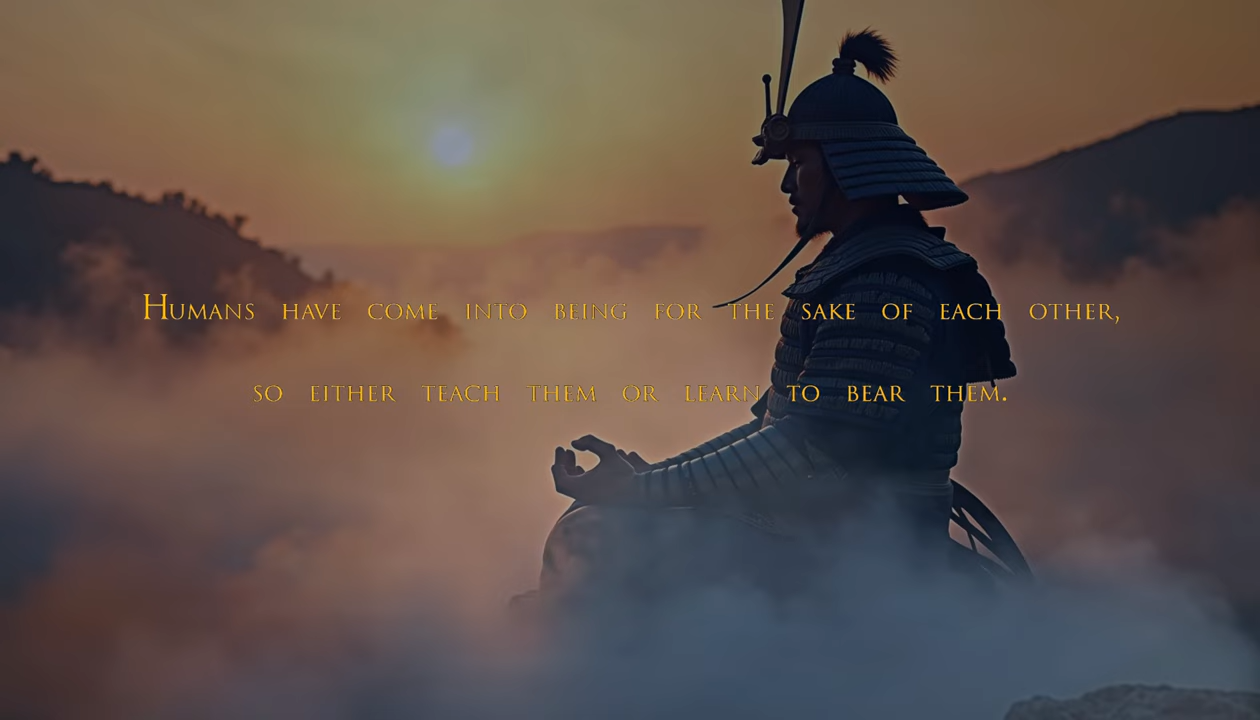 Humans have come into being for the sake of each other,
so either teach them or learn to bear them.